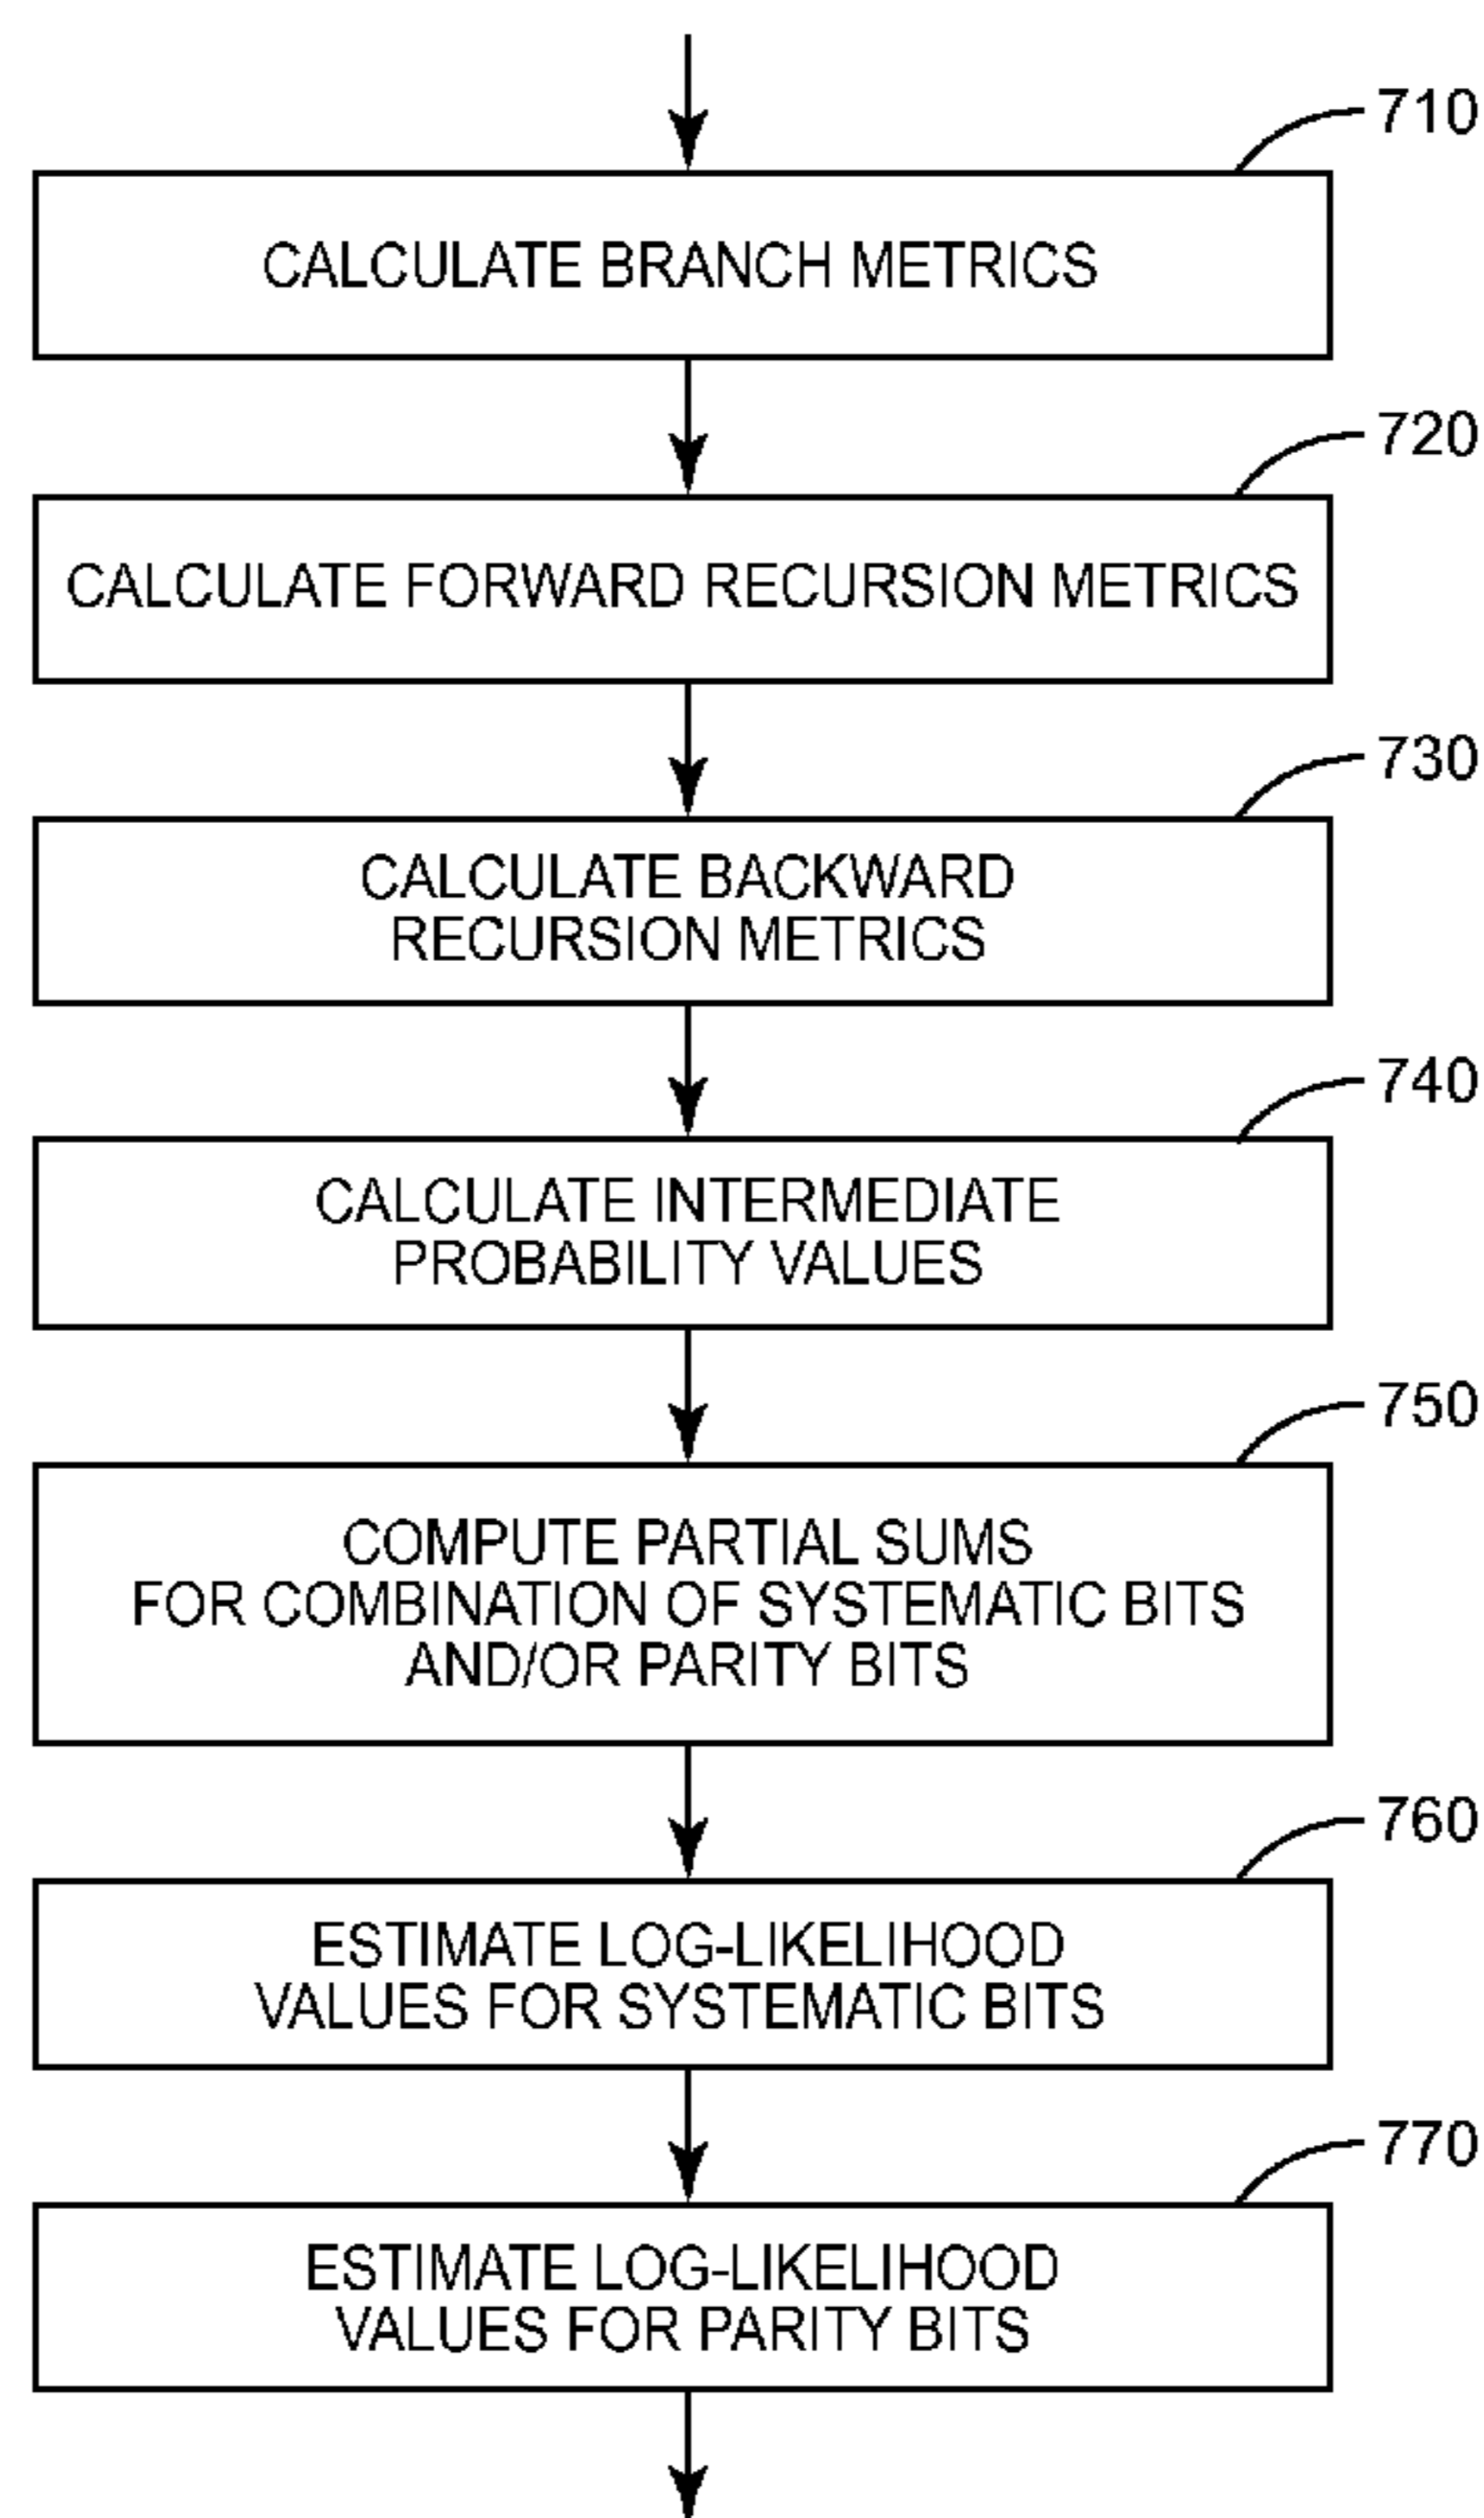 710
CALCULATE BRANCH METRICS
720
CALCULATE FORWARD RECURSION METRICS
730
CALCULATE BACKWARD
RECURSION METRICS
740
CALCULATE INTERMEDIATE
PROBABILITY VALUES
750
COMPUTE PARTIAL SUMS
FOR COMBINATION OF SYSTEMATIC BITS
AND/OR PARITY BITS
760
ESTIMATE LOG-LIKELIHOOD
VALUES FOR SYSTEMATIC BITS
770
ESTIMATE LOG-LIKELIHOOD
VALUES FOR PARITY BITS